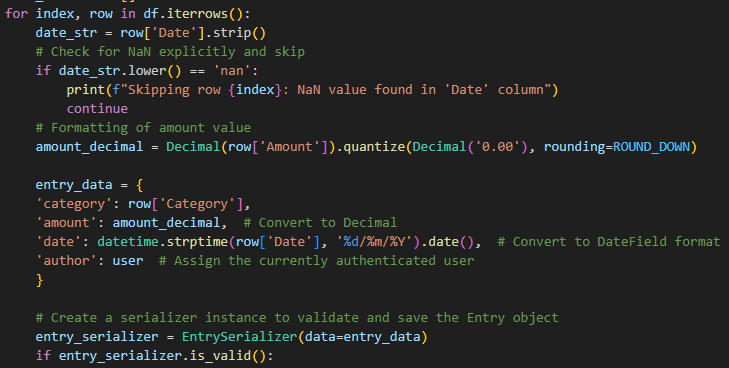 for index, row in df.iterrows():
    date_str = row['Date'].strip()
    # Check for NaN explicitly and skip
    if date_str.lower() == 'nan':
        print(f"Skipping row {index}: NaN value found in 'Date' column")
        continue
    # Formatting of amount value
    amount_decimal = Decimal(row['Amount']).quantize(Decimal('0.00'), rounding=ROUND_DOWN)

    entry_data = {
    'category': row['Category'],
    'amount': amount_decimal,  # Convert to Decimal
    'date': datetime.strptime(row['Date'], '%d/%m/%Y').date(),  # Convert to DateField format
    'author': user  # Assign the currently authenticated user
    }

    # Create a serializer instance to validate and save the Entry object
    entry_serializer = EntrySerializer(data=entry_data)
    if entry_serializer.is_valid():